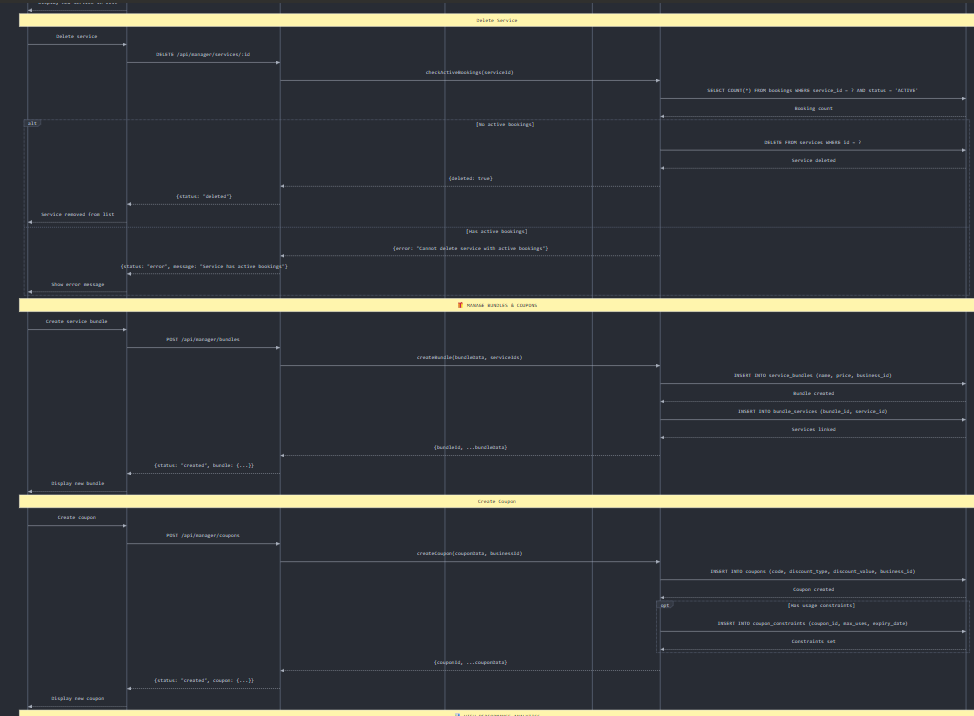 Display new service in list
Delete Service
Delete service
DELETE /api/manager/services/:id
checkActiveBookings(serviceId)
SELECT COUNT(*) FROM bookings WHERE service_id = ? AND status = 'ACTIVE'
Booking count
alt
[No active bookings]
DELETE FROM services WHERE id = ?
Service deleted
{deleted: true}
{status: "deleted"}
Service removed from list
[Has active bookings]
{error: "Cannot delete service with active bookings"}
{status: "error", message: "Service has active bookings"}
Show error message
MANAGE BUNDLES & COUPONS
Create service bundle
POST /api/manager/bundles
createBundle(bundleData, serviceIds)
INSERT INTO service_bundles (name, price, business_id)
Bundle created
INSERT INTO bundle_services (bundle_id, service_id)
Services linked
{bundleId, ...bundleData}
{status: "created", bundle: {...}}
Display new bundle
Create Coupon
Create coupon
POST /api/manager/coupons
createCoupon(couponData, businessId)
INSERT INTO coupons (code, discount_type, discount_value, business_id)
Coupon created
opt
[Has usage constraints]
INSERT INTO coupon_constraints (coupon_id, max_uses, expiry_date)
Constraints set
{couponId, ...couponData}
{status: "created", coupon: {...}}
Display new coupon